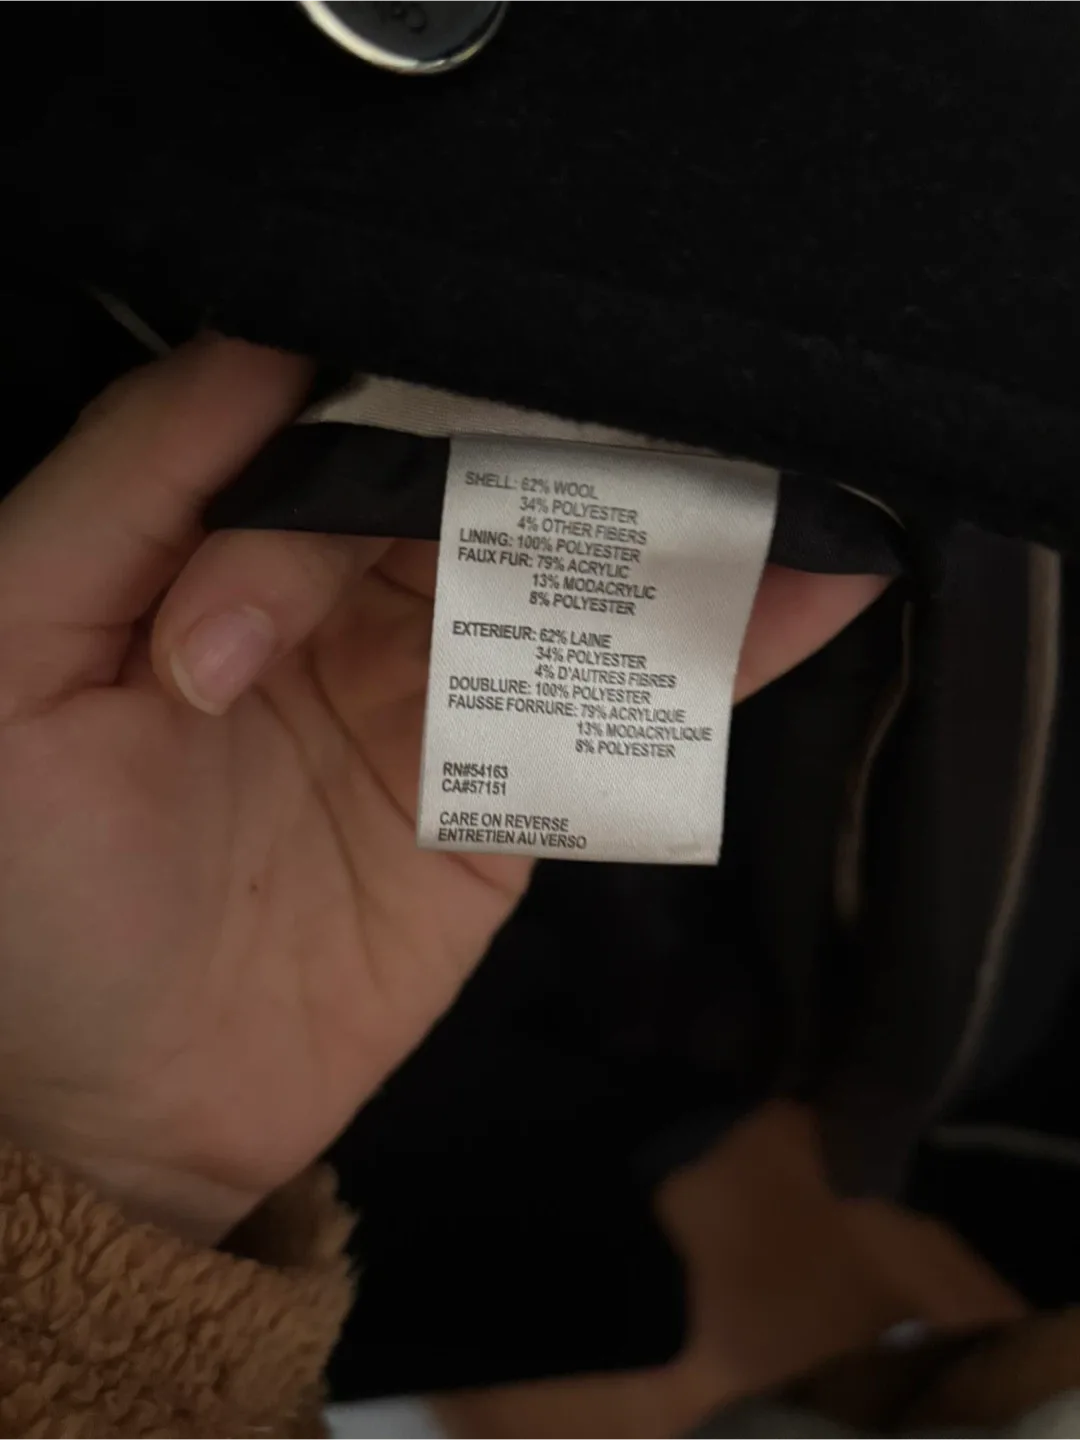 SHELL: 62% WOOL
34% POLYESTER
4% OTHER FIBERS
LINING: 100% POLYESTER
FAUX FUR: 79% ACRYLIC
13% MODACRYLIC
8% POLYESTER
EXTERIEUR: 62% LAINE
34% POLYESTER
4% D'AUTRES FIBRES
DOUBLURE: 100% POLYESTER
FAUSSE FORRURE: 79% ACRYLIQUE
13% MODACRYLIQUE
8% POLYESTER
RN#54163
CA#57151
CARE ON REVERSE
ENTRETIEN AU VERSO